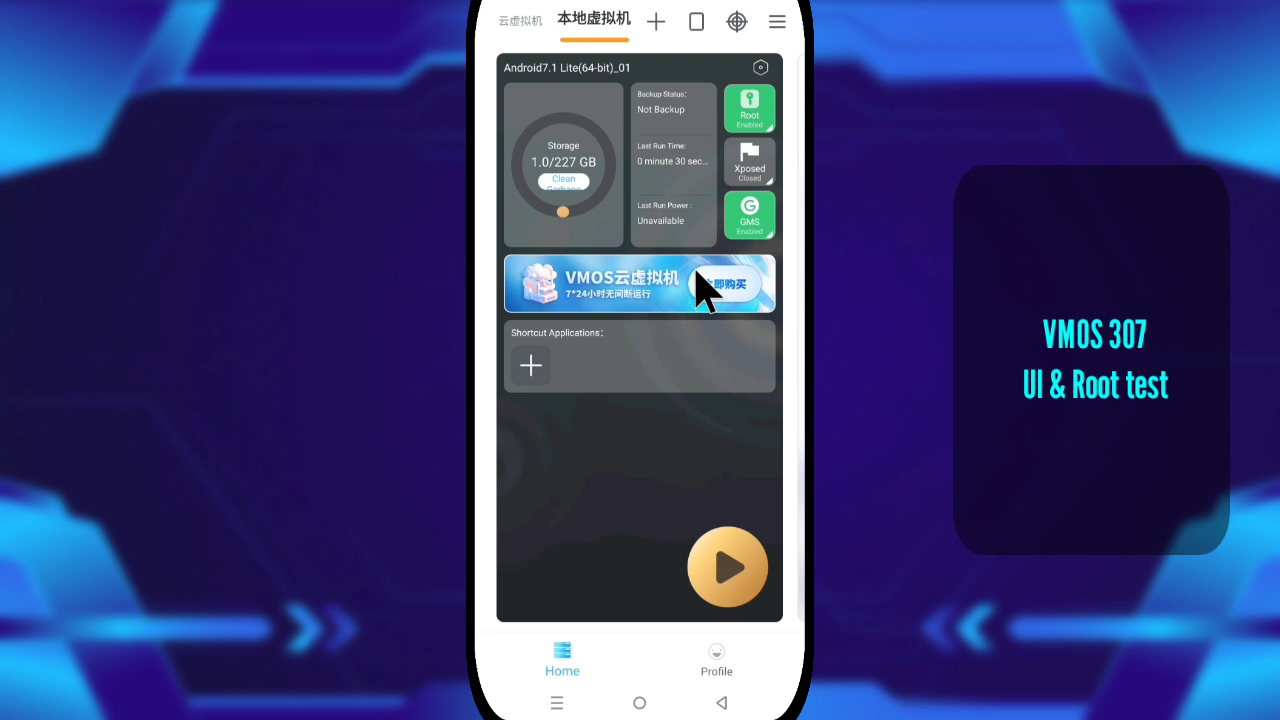 云虚拟机 本地虚拟机
Android7.1 Lite(64-bit)_01
Storage
1.0/227 GB
Clean
Garbage
Backup Status:
Not Backup
Last Run Time:
0 minute 30 sec...
Last Run Power :
Unavailable
Root
Enabled
Xposed
Closed
G
GMS
Enabled
VMOS云虚拟机
7*24小时无间断运行
立即购买
Shortcut Applications:
Home
Profile
VMOS 307
UI & Root test